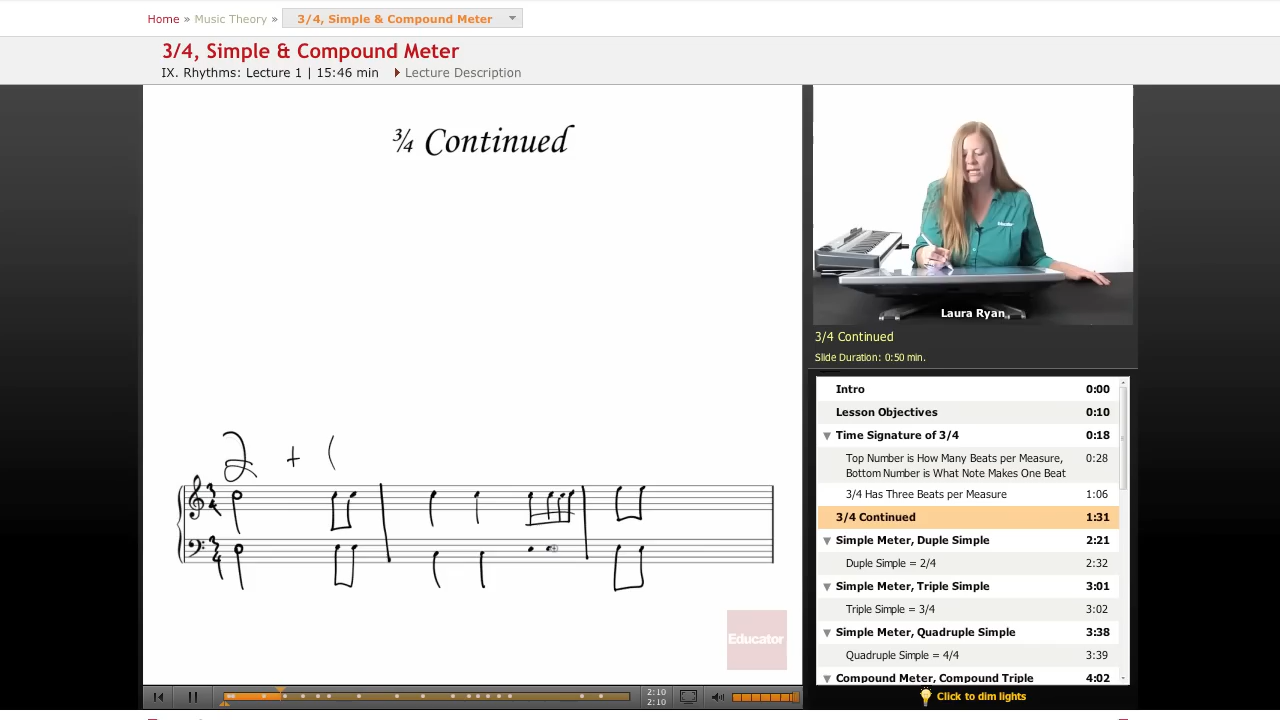 Home » Music Theory » 3/4, Simple & Compound Meter
3/4, Simple & Compound Meter
IX. Rhythms: Lecture 1 | 15:46 min Lecture Description
¾ Continued
2 + (
3
4
3
4
Educator
Laura Ryan
3/4 Continued
Slide Duration: 0:50 min.
Intro 0:00
Lesson Objectives 0:10
Time Signature of 3/4 0:18
Top Number is How Many Beats per Measure, 0:28
Bottom Number is What Note Makes One Beat
3/4 Has Three Beats per Measure 1:06
3/4 Continued 1:31
Simple Meter, Duple Simple 2:21
Duple Simple = 2/4 2:32
Simple Meter, Triple Simple 3:01
Triple Simple = 3/4 3:02
Simple Meter, Quadruple Simple 3:38
Quadruple Simple = 4/4 3:39
Compound Meter, Compound Triple 4:02
2:10
2:10
Click to dim lights